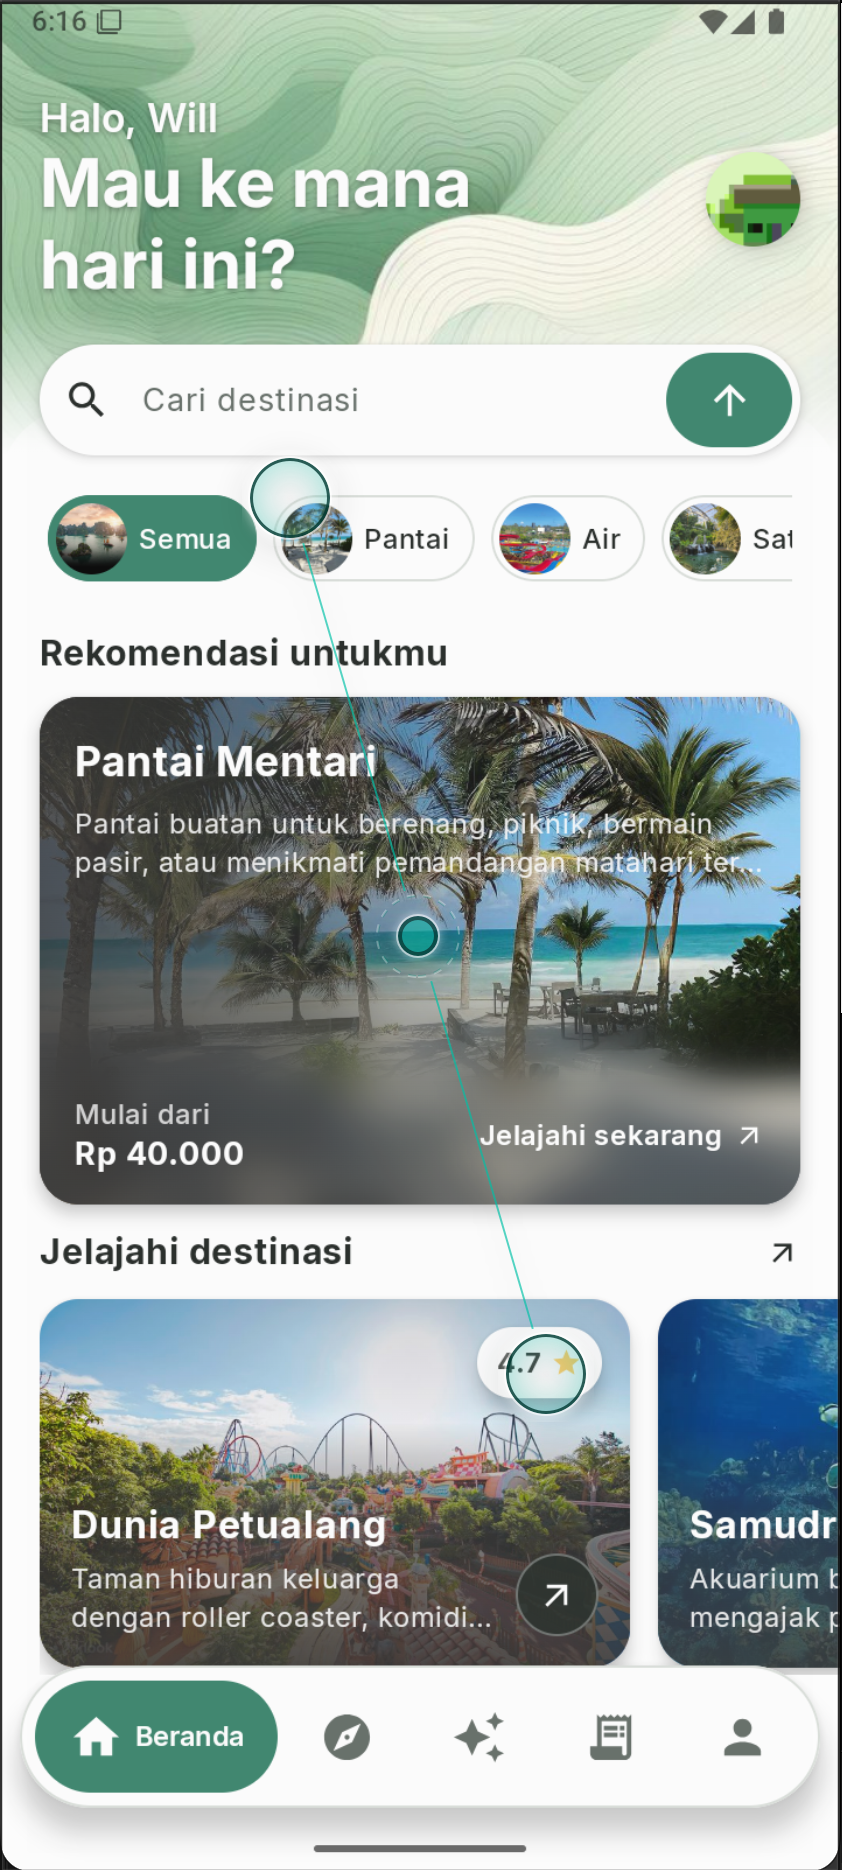 6:16
Halo, Will
Mau ke mana
hari ini?
Cari destinasi
Semua
Pantai
Air
Sat
Rekomendasi untukmu
Pantai Mentari
Pantai buatan untuk berenang, piknik, bermain
pasir, atau menikmati pemandangan matahari ter...
Mulai dari
Rp 40.000
Jelajahi sekarang
Jelajahi destinasi
4.7
Dunia Petualang
Taman hiburan keluarga
dengan roller coaster, komidi...
Samudr
Akuarium b
mengajak p
Beranda